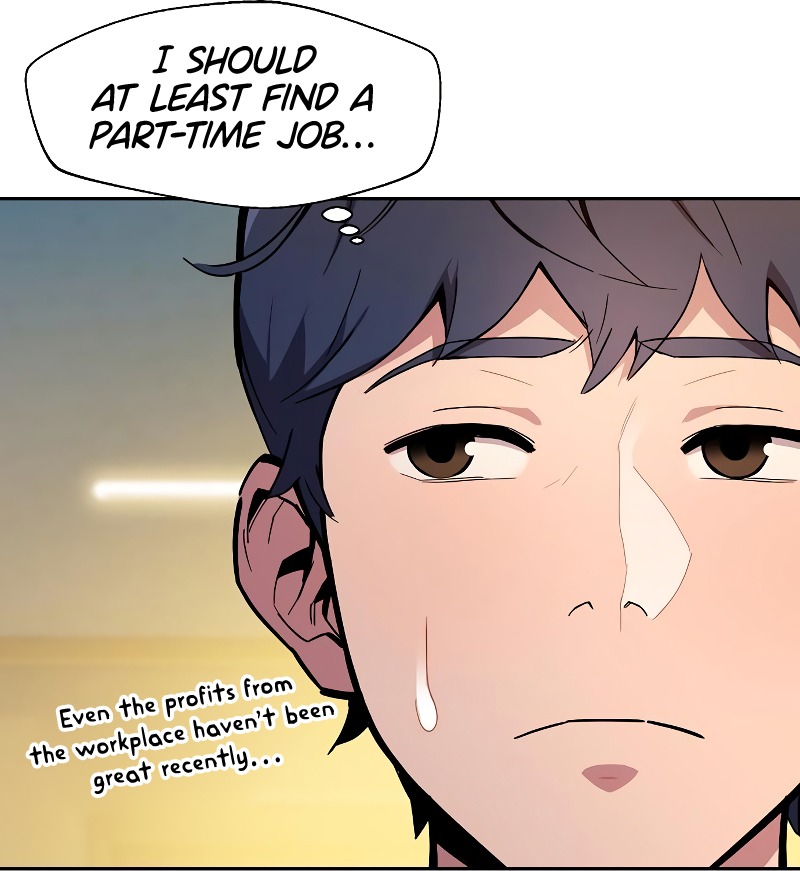 I SHOULD
AT LEAST FIND A
PART-TIME JOB...
Even the profits from
the workplace haven't been
great recently...